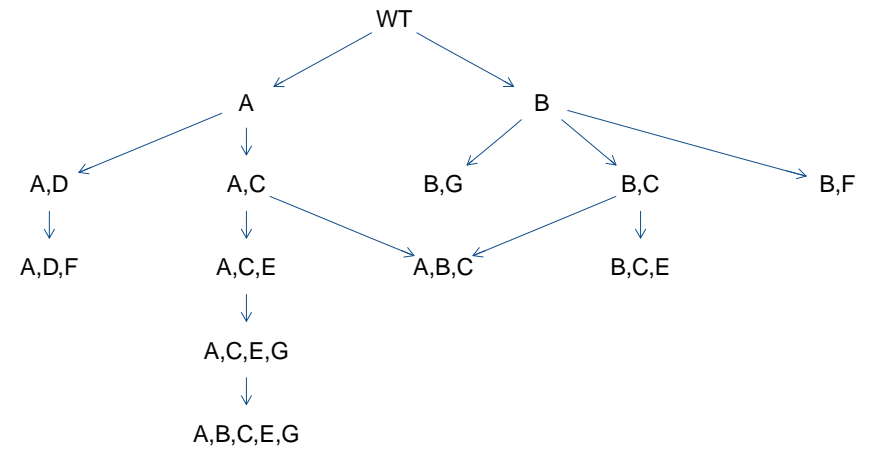 WT
A
B
A,D
A,C
B,G
B,C
B,F
A,D,F
A,C,E
A,B,C
B,C,E
A,C,E,G
A,B,C,E,G